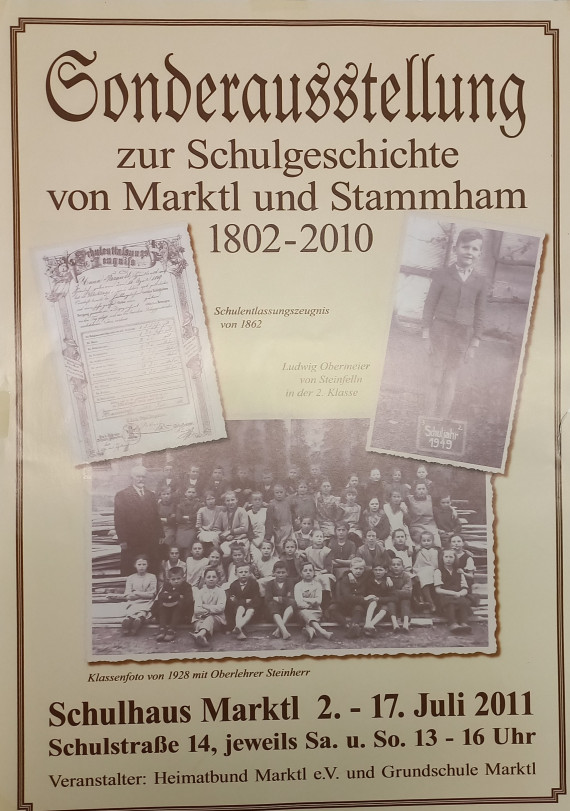 Sonderausstellung
zur Schulgeschichte
von Marktl und Stammham
1802-2010
Schulentlassungs
Zeugniß
Schulentlassungszeugnis
von 1862
Ludwig Obermeier
von Steinfelln
in der 2. Klasse
Schuljahr
1949
Klassenfoto von 1928 mit Oberlehrer Steinherr
Schulhaus Marktl 2. - 17. Juli 2011
Schulstraße 14, jeweils Sa. u. So. 13 - 16 Uhr
Veranstalter: Heimatbund Marktl e.V. und Grundschule Marktl